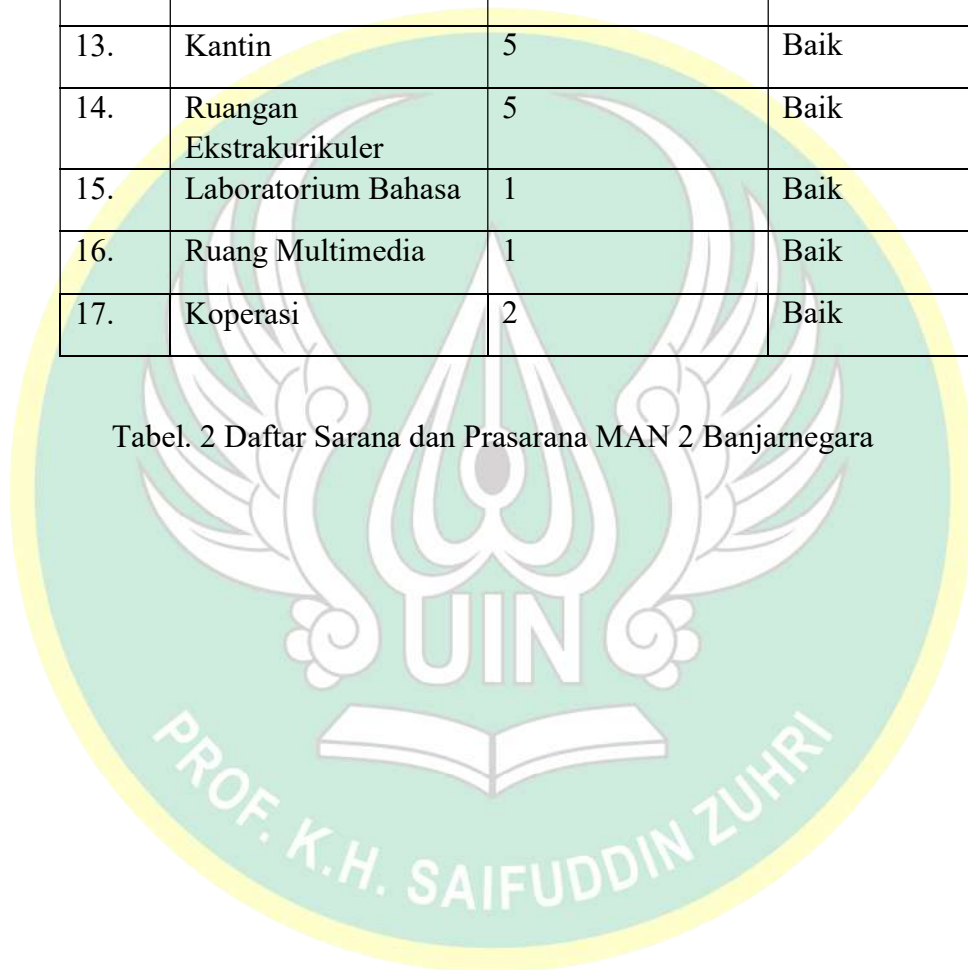 13. Kantin 5 Baik
14. Ruangan 5 Baik
Ekstrakurikuler
15. Laboratorium Bahasa 1 Baik
16. Ruang Multimedia 1 Baik
17. Koperasi 2 Baik
Tabel. 2 Daftar Sarana dan Prasarana MAN 2 Banjarnegara
UIN
PROF. K.H. SAIFUDDIN ZUHRI